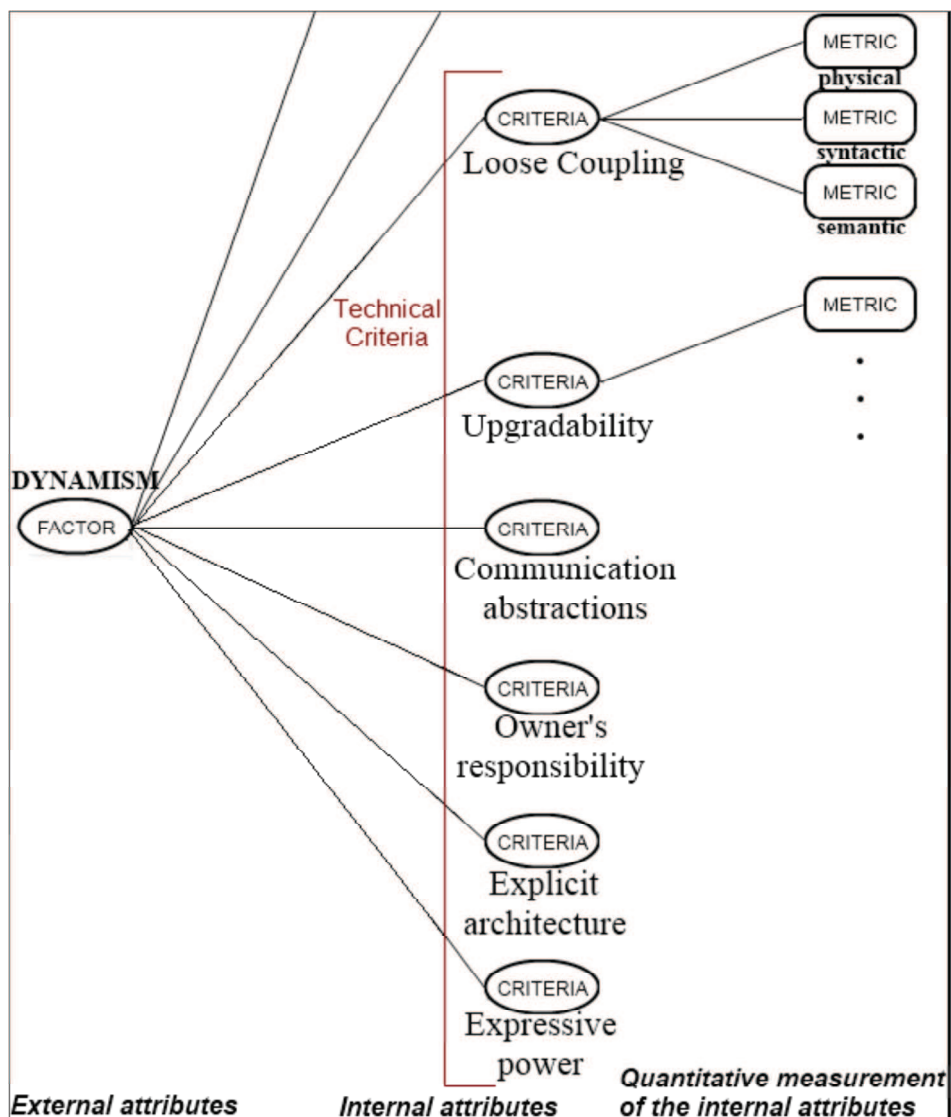 METRIC
physical
CRITERIA
METRIC
Loose Coupling
syntactic
METRIC
semantic
Technical
Criteria
METRIC
CRITERIA
Upgradability
DYNAMISM
FACTOR
CRITERIA
Communication
abstractions
CRITERIA
Owner's
responsibility
CRITERIA
Explicit
architecture
CRITERIA
Expressive
power
External attributes
Internal attributes
Quantitative measurement
of the internal attributes